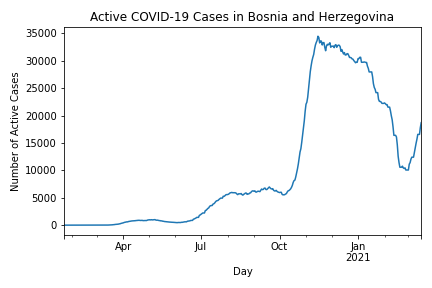 Active COVID-19 Cases in Bosnia and Herzegovina
Number of Active Cases
35000
30000
25000
20000
15000
10000
5000
0
Apr Jul Oct Jan
2021
Day